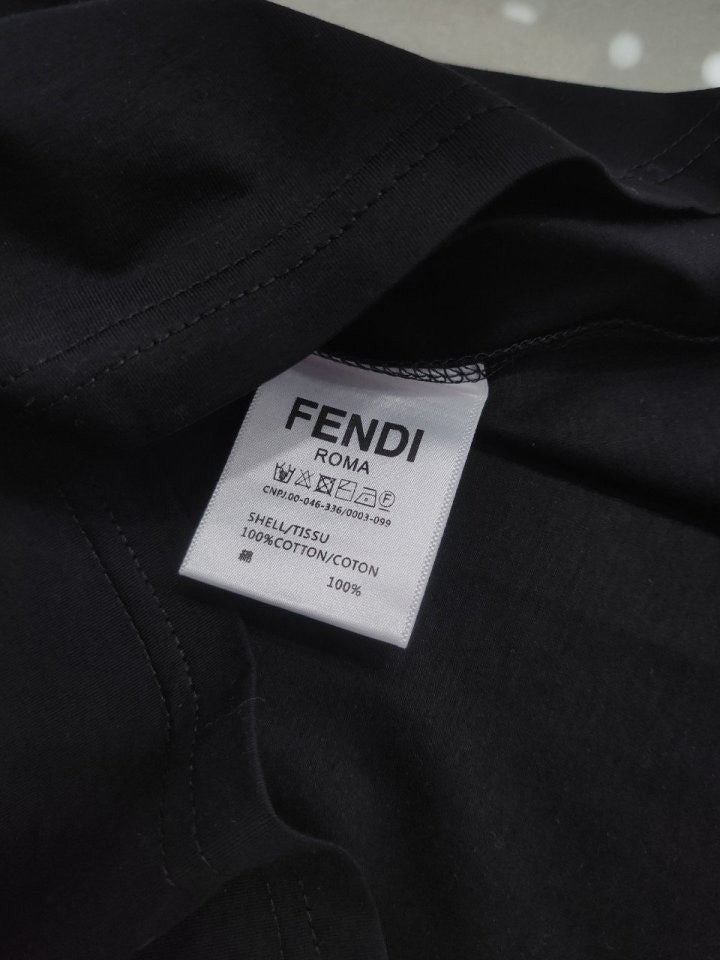 FENDI
ROMA
CNPJ.00-046-336/0003-099
SHELL/TISSU
100%COTTON/COTON
綿 100%